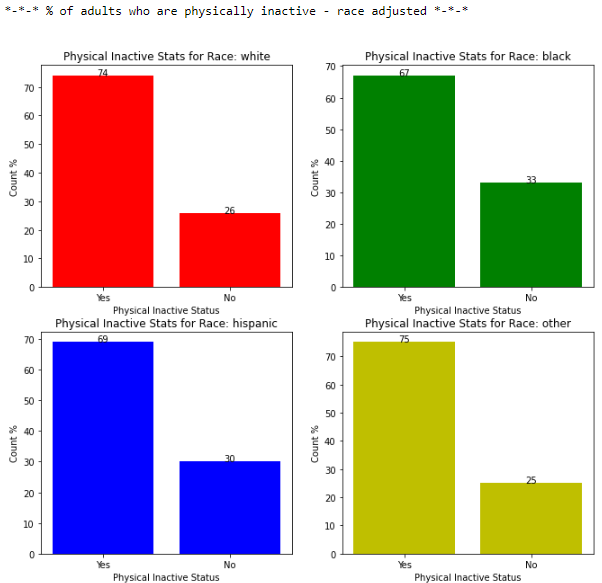 *-*-* % of adults who are physically inactive - race adjusted *-*-*
Physical Inactive Stats for Race: white
74
70
60
50
40
30
20
10
0
Count %
26
Yes No
Physical Inactive Status
Physical Inactive Stats for Race: black
67
70
60
50
40
30
20
10
0
Count %
33
Yes No
Physical Inactive Status
Physical Inactive Stats for Race: hispanic
69
70
60
50
40
30
20
10
0
Count %
30
Yes No
Physical Inactive Status
Physical Inactive Stats for Race: other
75
70
60
50
40
30
20
10
0
Count %
25
Yes No
Physical Inactive Status